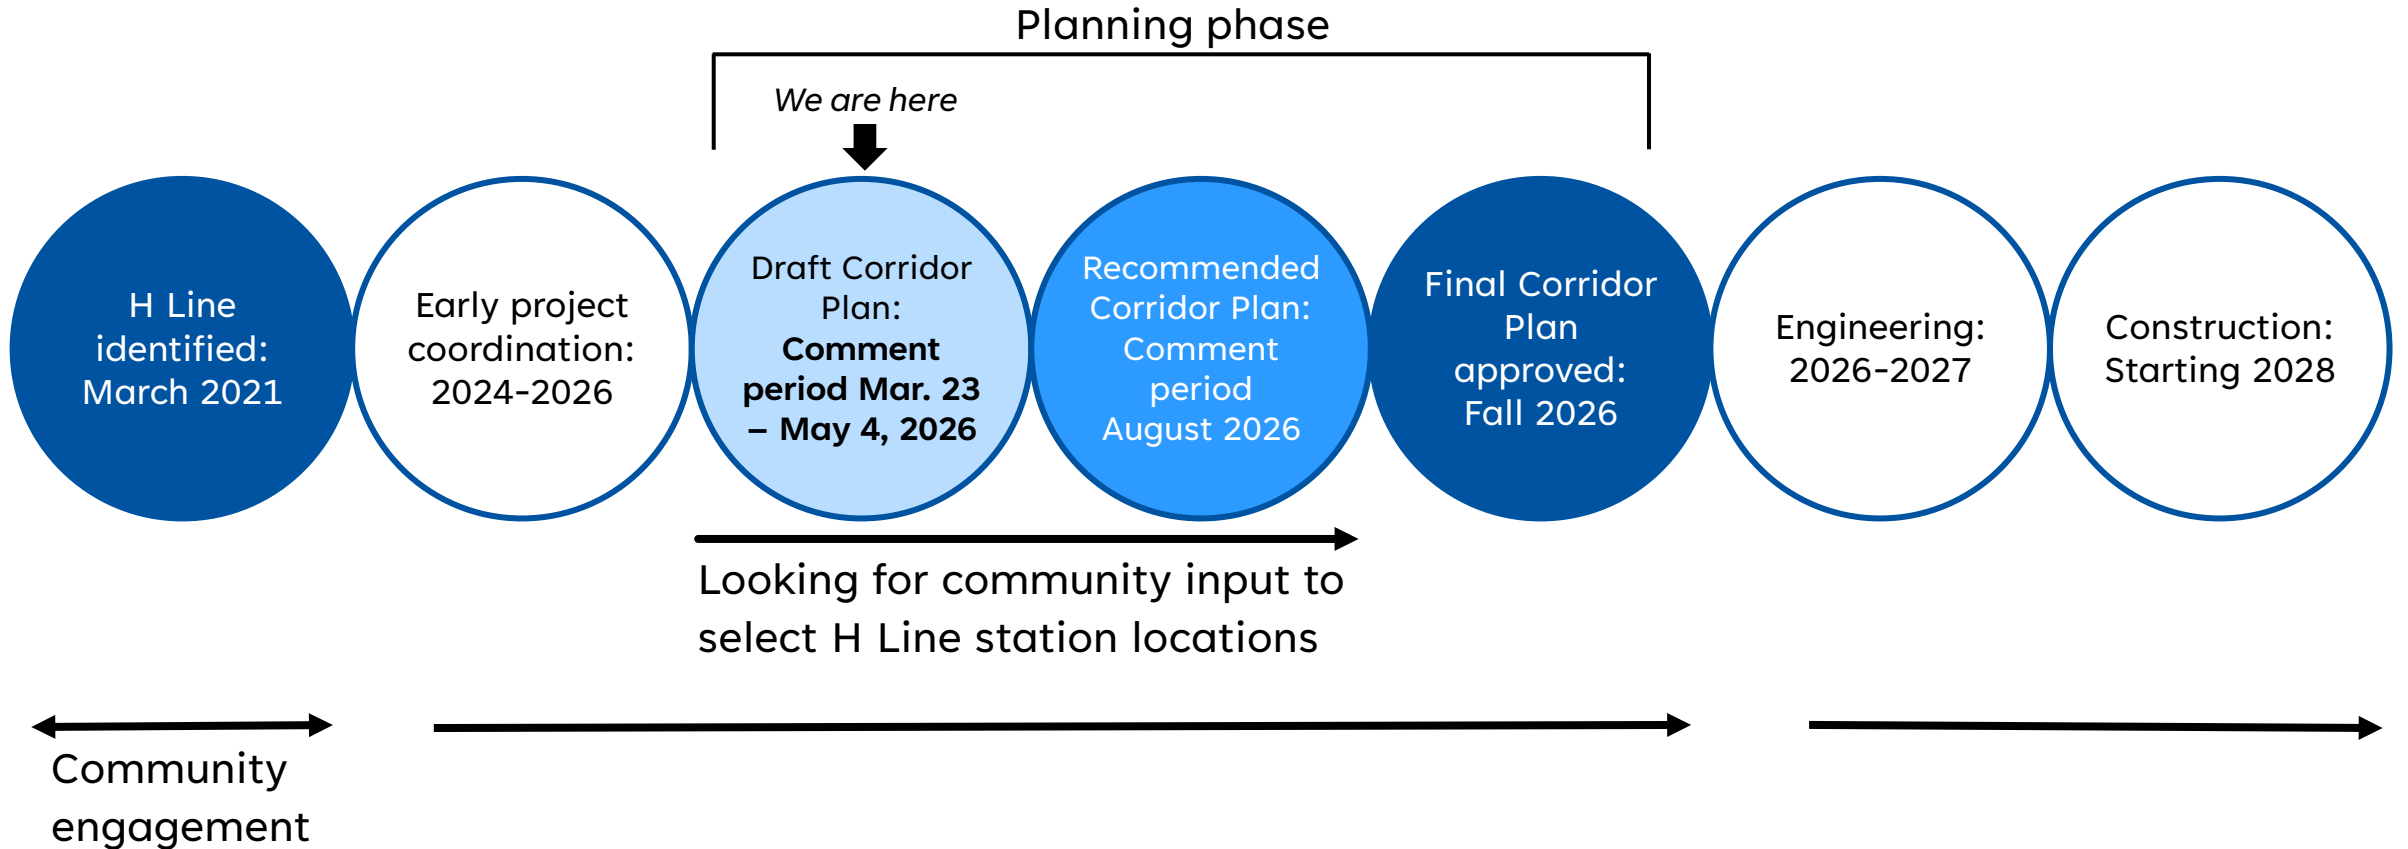 Planning phase
We are here
H Line
identified:
March 2021
Early project
coordination:
2024-2026
Draft Corridor
Plan:
Comment
period Mar. 23
– May 4, 2026
Recommended
Corridor Plan:
Comment
period
August 2026
Final Corridor
Plan
approved:
Fall 2026
Engineering:
2026-2027
Construction:
Starting 2028
Looking for community input to
select H Line station locations
Community
engagement